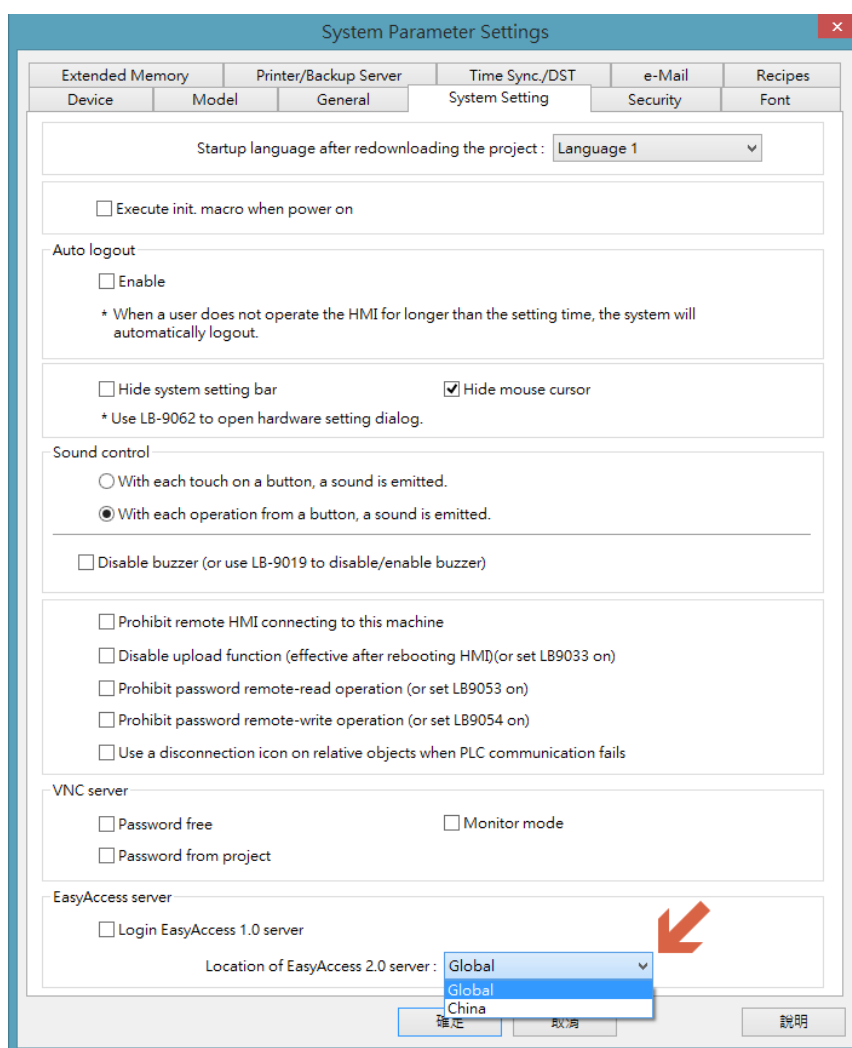 System Parameter Settings
Extended Memory Printer/Backup Server Time Sync./DST e-Mail Recipes
Device Model General System Setting Security Font
Startup language after redownloading the project : Language 1
Execute init. macro when power on
Auto logout
Enable
* When a user does not operate the HMI for longer than the setting time, the system will
automatically logout.
Hide system setting bar Hide mouse cursor
* Use LB-9062 to open hardware setting dialog.
Sound control
With each touch on a button, a sound is emitted.
With each operation from a button, a sound is emitted.
Disable buzzer (or use LB-9019 to disable/enable buzzer)
Prohibit remote HMI connecting to this machine
Disable upload function (effective after rebooting HMI)(or set LB9033 on)
Prohibit password remote-read operation (or set LB9053 on)
Prohibit password remote-write operation (or set LB9054 on)
Use a disconnection icon on relative objects when PLC communication fails
VNC server
Password free Monitor mode
Password from project
EasyAccess server
Login EasyAccess 1.0 server
Location of EasyAccess 2.0 server : Global
Global
China
確定 取消 說明